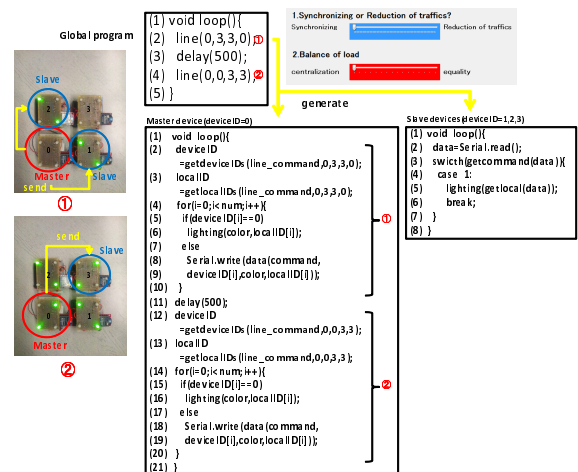 Global program
(1) void loop(){
(2) line(0,3,3,0); ①
(3) delay(500);
(4) line(0,0,3,3); ②
(5) }
1.Synchronizing or Reduction of traffics?
Synchronizing Reduction of traffics
2.Balance of load
centralization equality
generate
Slave
2 3
0 1
Master Slave
send
①
send
Slave
2 3
0 1
Master
②
Master device(deviceID=0)
(1) void loop(){
(2) deviceID
=getdeviceIDs(line_command,0,3,3,0);
(3) localID
=getlocalIDs(line_command,0,3,3,0);
(4) for(i=0;i<num;i++){
(5) if(deviceID[i]==0) ①
(6) lighting(color,localID[i]);
(7) else
(8) Serial.write(data(command,
(9) deviceID[i],color,localID[i]));
(10) }
(11) delay(500);
(12) deviceID
=getdeviceIDs(line_command,0,0,3,3);
(13) localID
=getlocalIDs(line_command,0,0,3,3);
(14) for(i=0;i<num;i++){
(15) if(deviceID[i]==0) ②
(16) lighting(color,localID[i]);
(17) else
(18) Serial.write(data(command,
(19) deviceID[i],color,localID[i]));
(20) }
(21) }
Slave devices(deviceID=1,2,3)
(1) void loop(){
(2) data=Serial.read();
(3) swicth(getcommand(data)){
(4) case 1:
(5) lighting(getlocal(data));
(6) break;
(7) }
(8) }